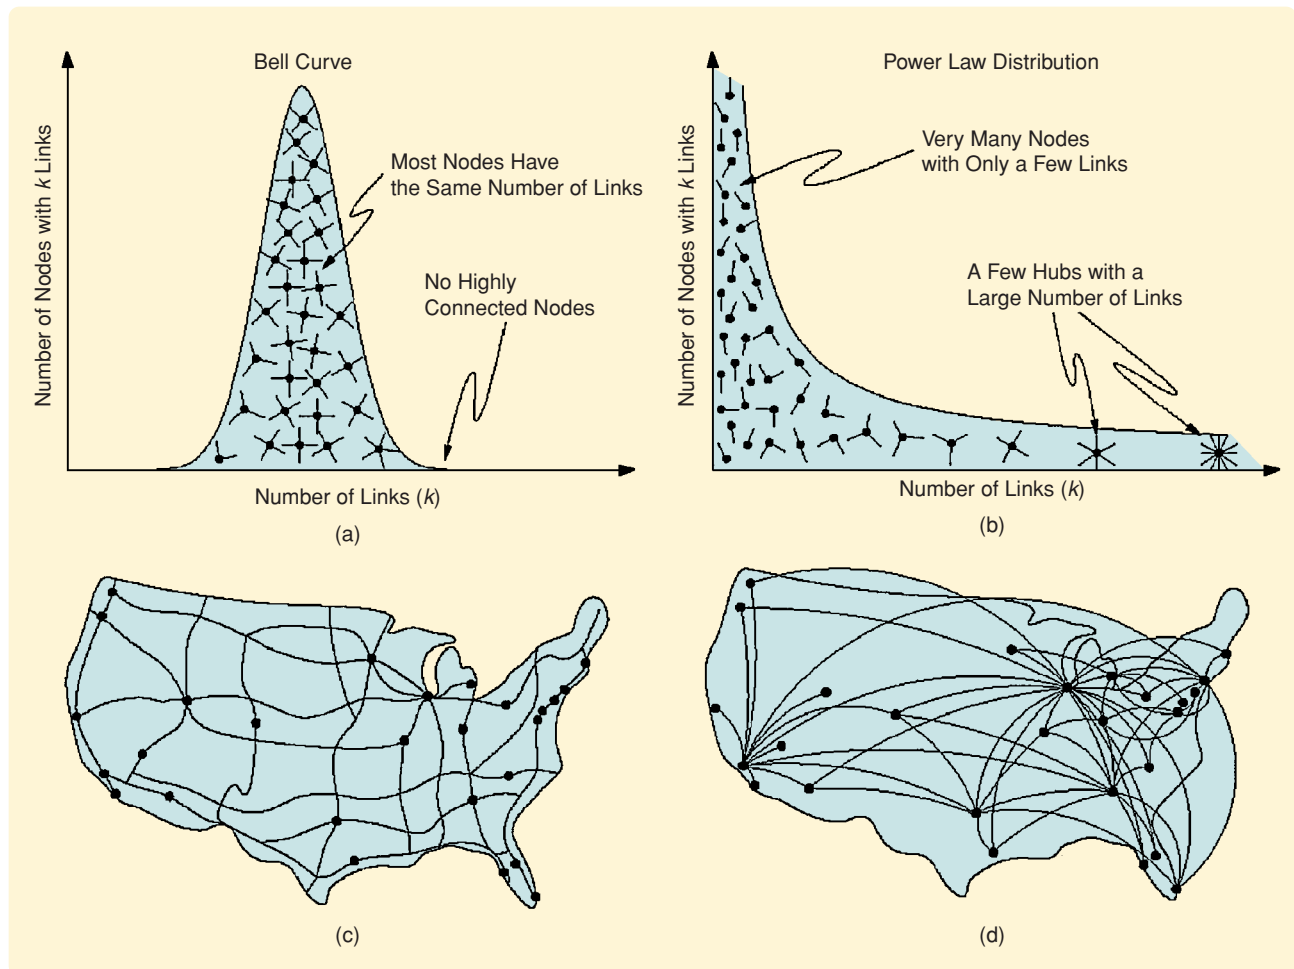 Bell Curve
Number of Nodes with k Links
Most Nodes Have
the Same Number of Links
No Highly
Connected Nodes
Number of Links (k)
(a)
Power Law Distribution
Number of Nodes with k Links
Very Many Nodes
with Only a Few Links
A Few Hubs with a
Large Number of Links
Number of Links (k)
(b)
(c)
(d)